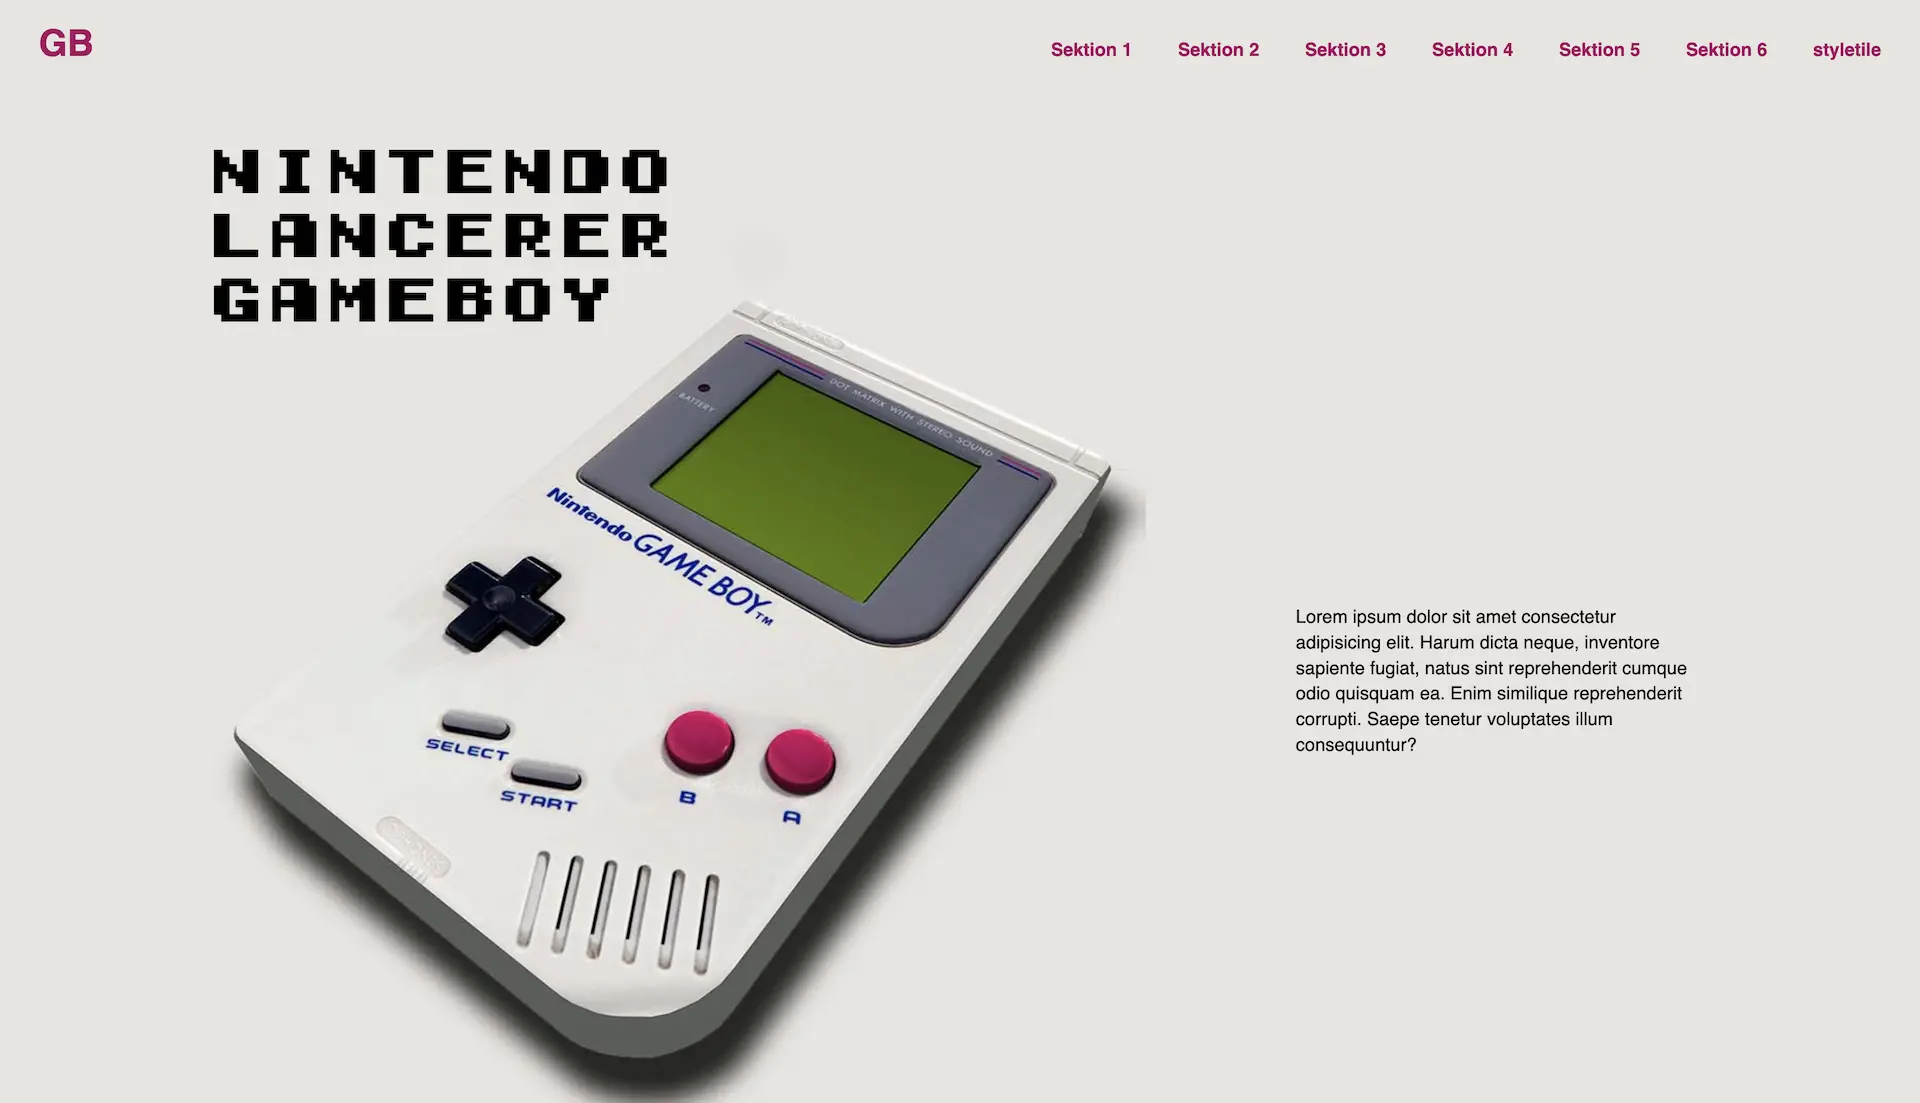 GB
Sektion 1 Sektion 2 Sektion 3 Sektion 4 Sektion 5 Sektion 6 styletile
NINTENDO
LANCERER
GAMEBOY
DOT MATRIX WITH STEREO SOUND
BATTERY
Nintendo GAME BOY™
SELECT
START
B
A
Lorem ipsum dolor sit amet consectetur
adipisicing elit. Harum dicta neque, inventore
sapiente fugiat, natus sint reprehenderit cumque
odio quisquam ea. Enim similique reprehenderit
corrupti. Saepe tenetur voluptates illum
consequuntur?